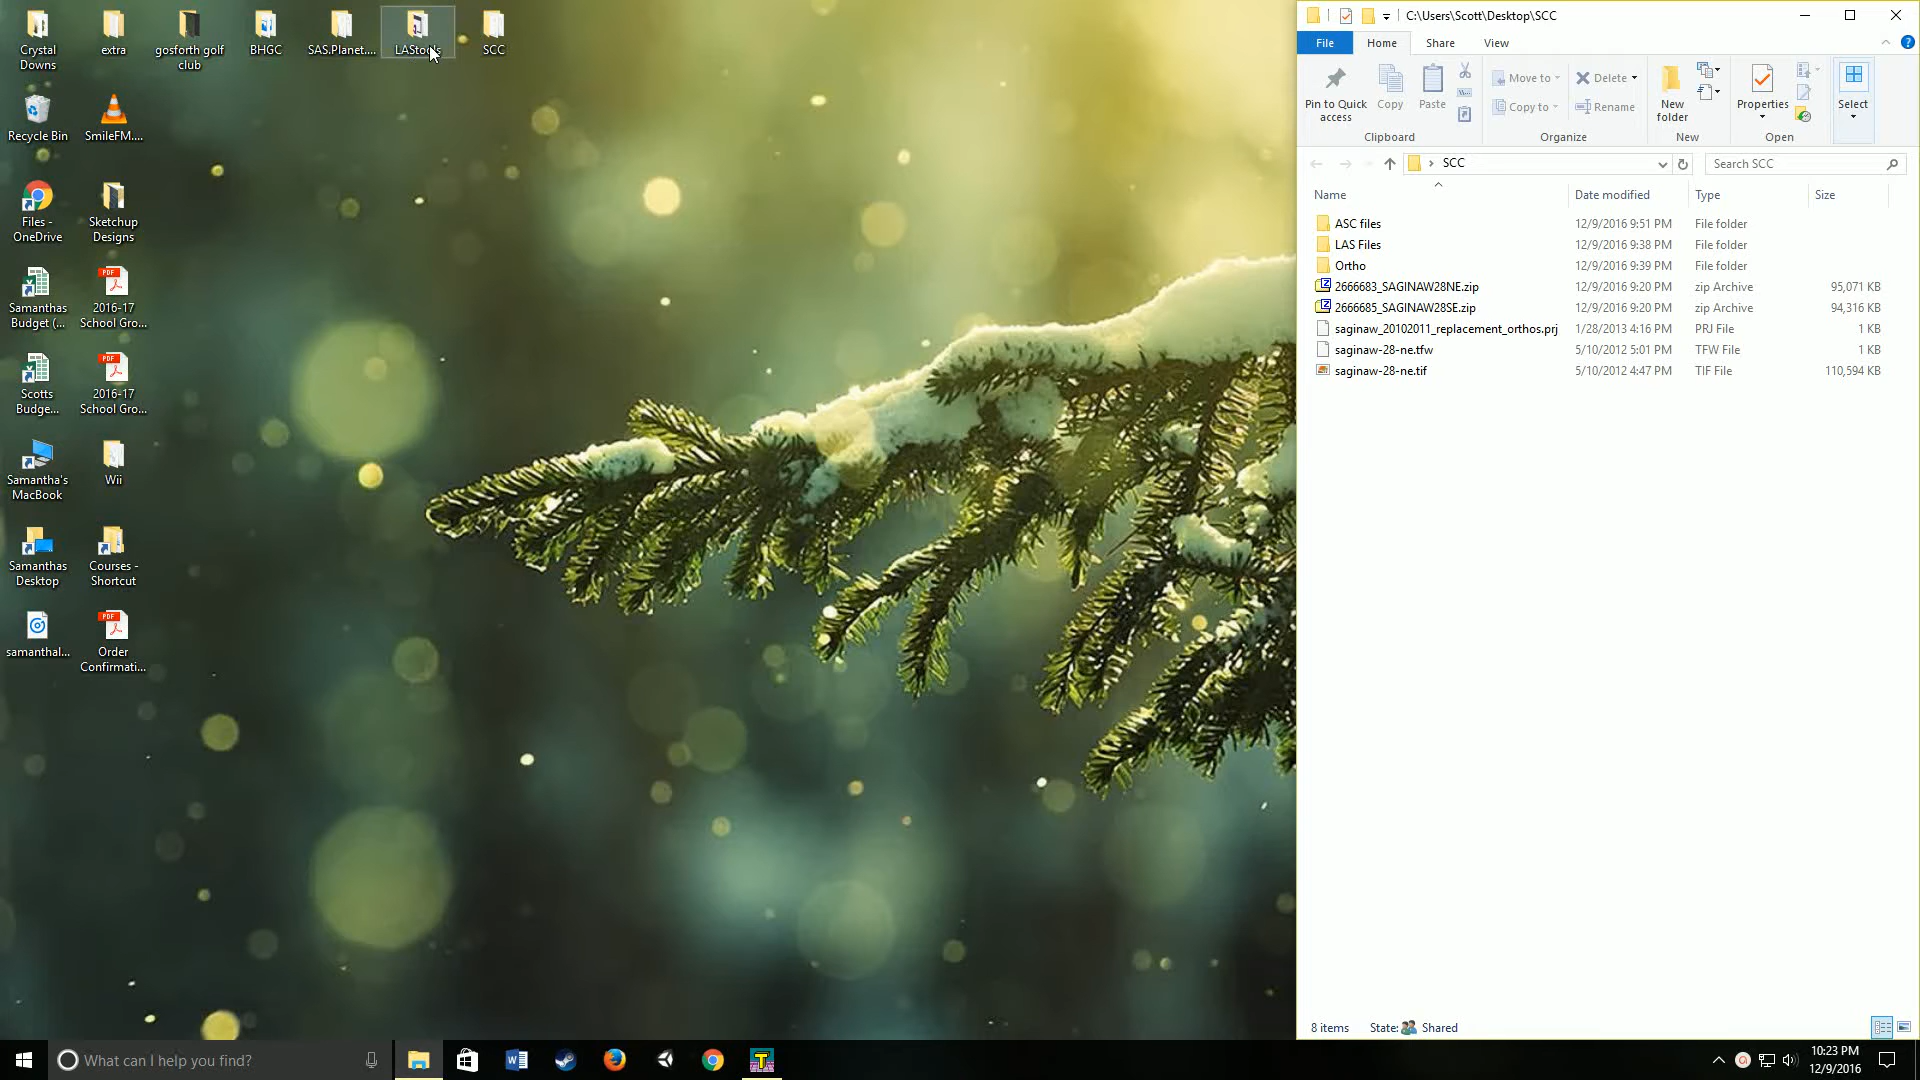 Crystal
Downs
extra
gosforth golf
club
BHGC
SAS.Planet....
LAStools
SCC
Recycle Bin
SmileFM....
Files -
OneDrive
Sketchup
Designs
Samanthas
Budget (...
PDF
2016-17
School Gro...
Scotts
Budge...
PDF
2016-17
School Gro...
Samantha's
MacBook
Wii
Samanthas
Desktop
Courses -
Shortcut
samanthal...
PDF
Order
Confirmati...
C:\Users\Scott\Desktop\SCC
File Home Share View
Pin to Quick
access
Copy
Paste
Clipboard
Move to
Copy to
Delete
Rename
Organize
New
folder
New
Properties
Open
Select
SCC
Search SCC
Name Date modified Type Size
ASC files 12/9/2016 9:51 PM File folder
LAS Files 12/9/2016 9:38 PM File folder
Ortho 12/9/2016 9:39 PM File folder
2666683_SAGINAW28NE.zip 12/9/2016 9:20 PM zip Archive 95,071 KB
2666685_SAGINAW28SE.zip 12/9/2016 9:20 PM zip Archive 94,316 KB
saginaw_20102011_replacement_orthos.prj 1/28/2013 4:16 PM PRJ File 1 KB
saginaw-28-ne.tfw 5/10/2012 5:01 PM TFW File 1 KB
saginaw-28-ne.tif 5/10/2012 4:47 PM TIF File 110,594 KB
8 items State: Shared
What can I help you find?
10:23 PM
12/9/2016